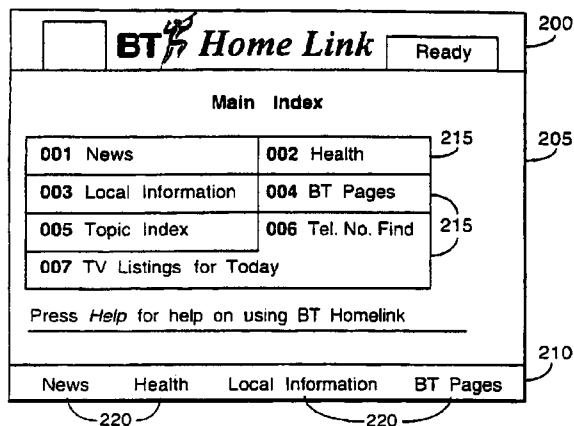 BT Home Link Ready 200
Main Index
001 News 002 Health 215 205
003 Local Information 004 BT Pages
005 Topic Index 006 Tel. No. Find 215
007 TV Listings for Today
Press Help for help on using BT Homelink
210
News Health Local Information BT Pages
220 220